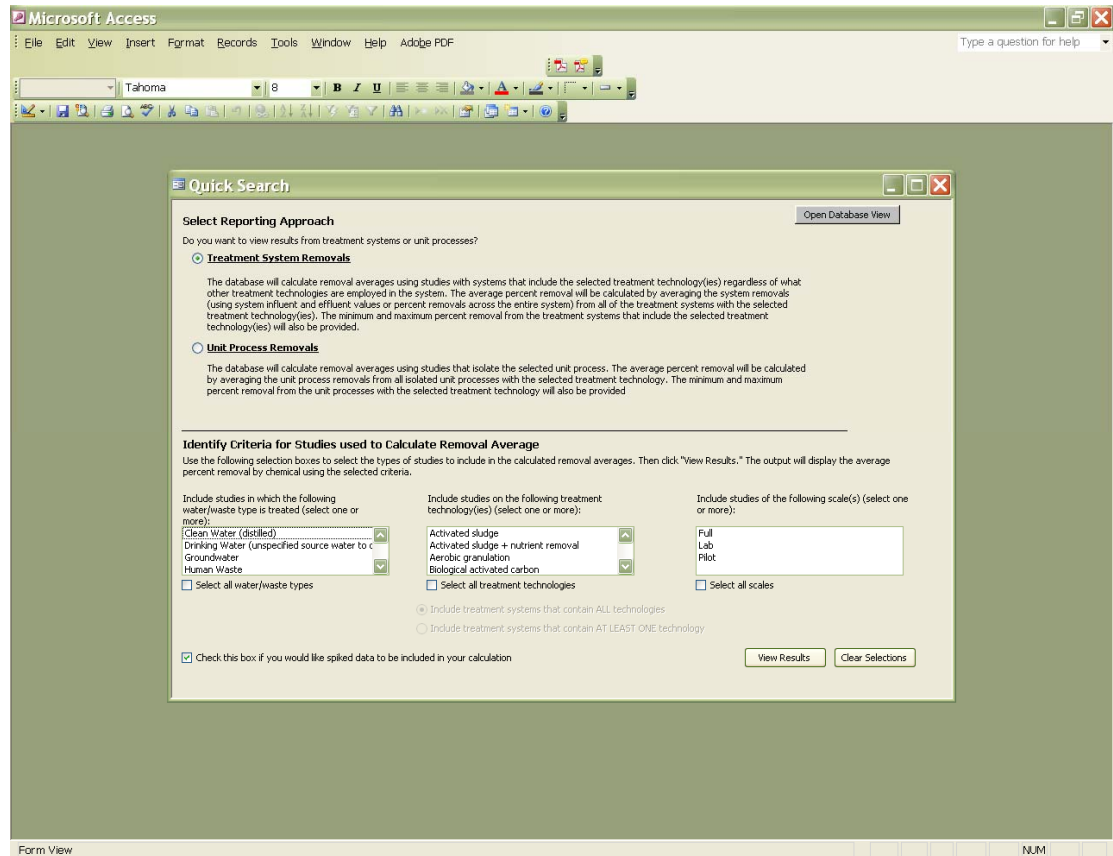 Microsoft Access
File Edit View Insert Format Records Tools Window Help Adobe PDF
Type a question for help
Tahoma 8 B I U A
Quick Search
Open Database View
Select Reporting Approach
Do you want to view results from treatment systems or unit processes?
Treatment System Removals
The database will calculate removal averages using studies with systems that include the selected treatment technology(ies) regardless of what
other treatment technologies are employed in the system. The average percent removal will be calculated by averaging the system removals
(using system influent and effluent values or percent removals across the entire system) from all of the treatment systems with the selected
treatment technology(ies). The minimum and maximum percent removal from the treatment systems that include the selected treatment
technology(ies) will also be provided.
Unit Process Removals
The database will calculate removal averages using studies that isolate the selected unit process. The average percent removal will be calculated
by averaging the unit process removals from all isolated unit processes with the selected treatment technology. The minimum and maximum
percent removal from the unit processes with the selected treatment technology will also be provided
Identify Criteria for Studies used to Calculate Removal Average
Use the following selection boxes to select the types of studies to include in the calculated removal averages. Then click "View Results." The output will display the average
percent removal by chemical using the selected criteria.
Include studies in which the following
water/waste type is treated (select one or
more):
Clean Water (distilled)
Drinking Water (unspecified source water to c
Groundwater
Human Waste
Select all water/waste types
Include studies on the following treatment
technology(ies) (select one or more):
Activated sludge
Activated sludge + nutrient removal
Aerobic granulation
Biological activated carbon
Select all treatment technologies
Include studies of the following scale(s) (select one
or more):
Full
Lab
Pilot
Select all scales
Include treatment systems that contain ALL technologies
Include treatment systems that contain AT LEAST ONE technology
Check this box if you would like spiked data to be included in your calculation
View Results
Clear Selections
Form View
NUM